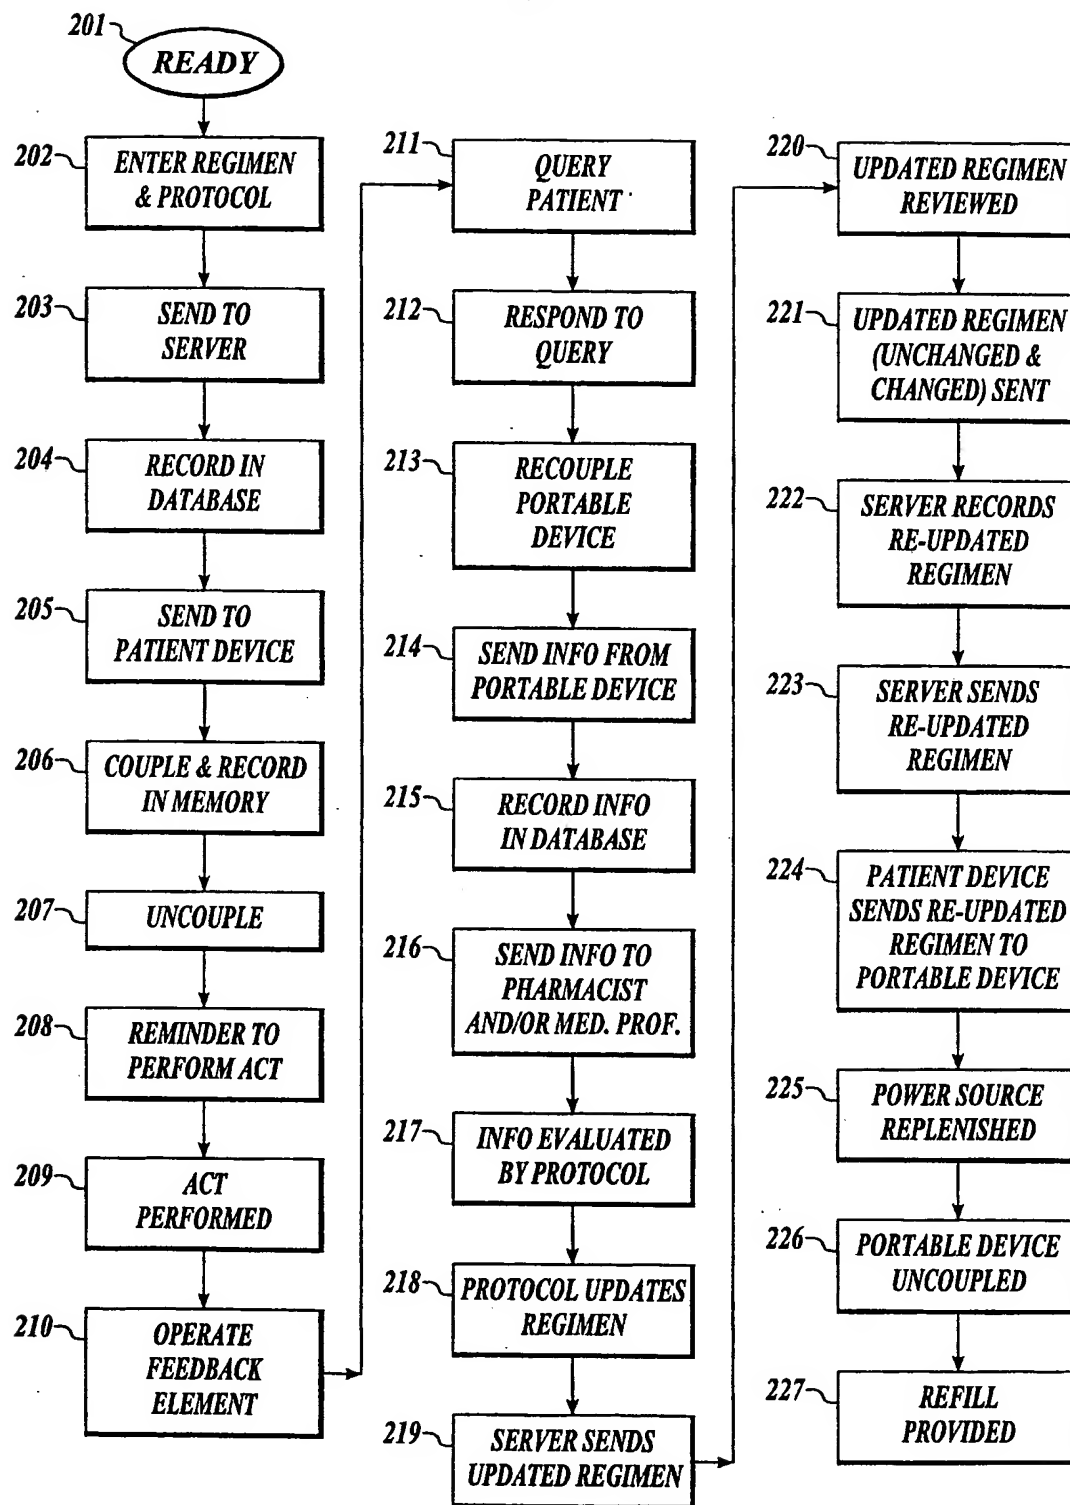 201
READY
202
ENTER REGIMEN
& PROTOCOL
203
SEND TO
SERVER
204
RECORD IN
DATABASE
205
SEND TO
PATIENT DEVICE
206
COUPLE & RECORD
IN MEMORY
207
UNCOUPLE
208
REMINDER TO
PERFORM ACT
209
ACT
PERFORMED
210
OPERATE
FEEDBACK
ELEMENT
211
QUERY
PATIENT
212
RESPOND TO
QUERY
213
RECOUPLE
PORTABLE
DEVICE
214
SEND INFO FROM
PORTABLE DEVICE
215
RECORD INFO
IN DATABASE
216
SEND INFO TO
PHARMACIST
AND/OR MED. PROF.
217
INFO EVALUATED
BY PROTOCOL
218
PROTOCOL UPDATES
REGIMEN
219
SERVER SENDS
UPDATED REGIMEN
220
UPDATED REGIMEN
REVIEWED
221
UPDATED REGIMEN
(UNCHANGED &
CHANGED) SENT
222
SERVER RECORDS
RE-UPDATED
REGIMEN
223
SERVER SENDS
RE-UPDATED
REGIMEN
224
PATIENT DEVICE
SENDS RE-UPDATED
REGIMEN TO
PORTABLE DEVICE
225
POWER SOURCE
REPLENISHED
226
PORTABLE DEVICE
UNCOUPLED
227
REFILL
PROVIDED